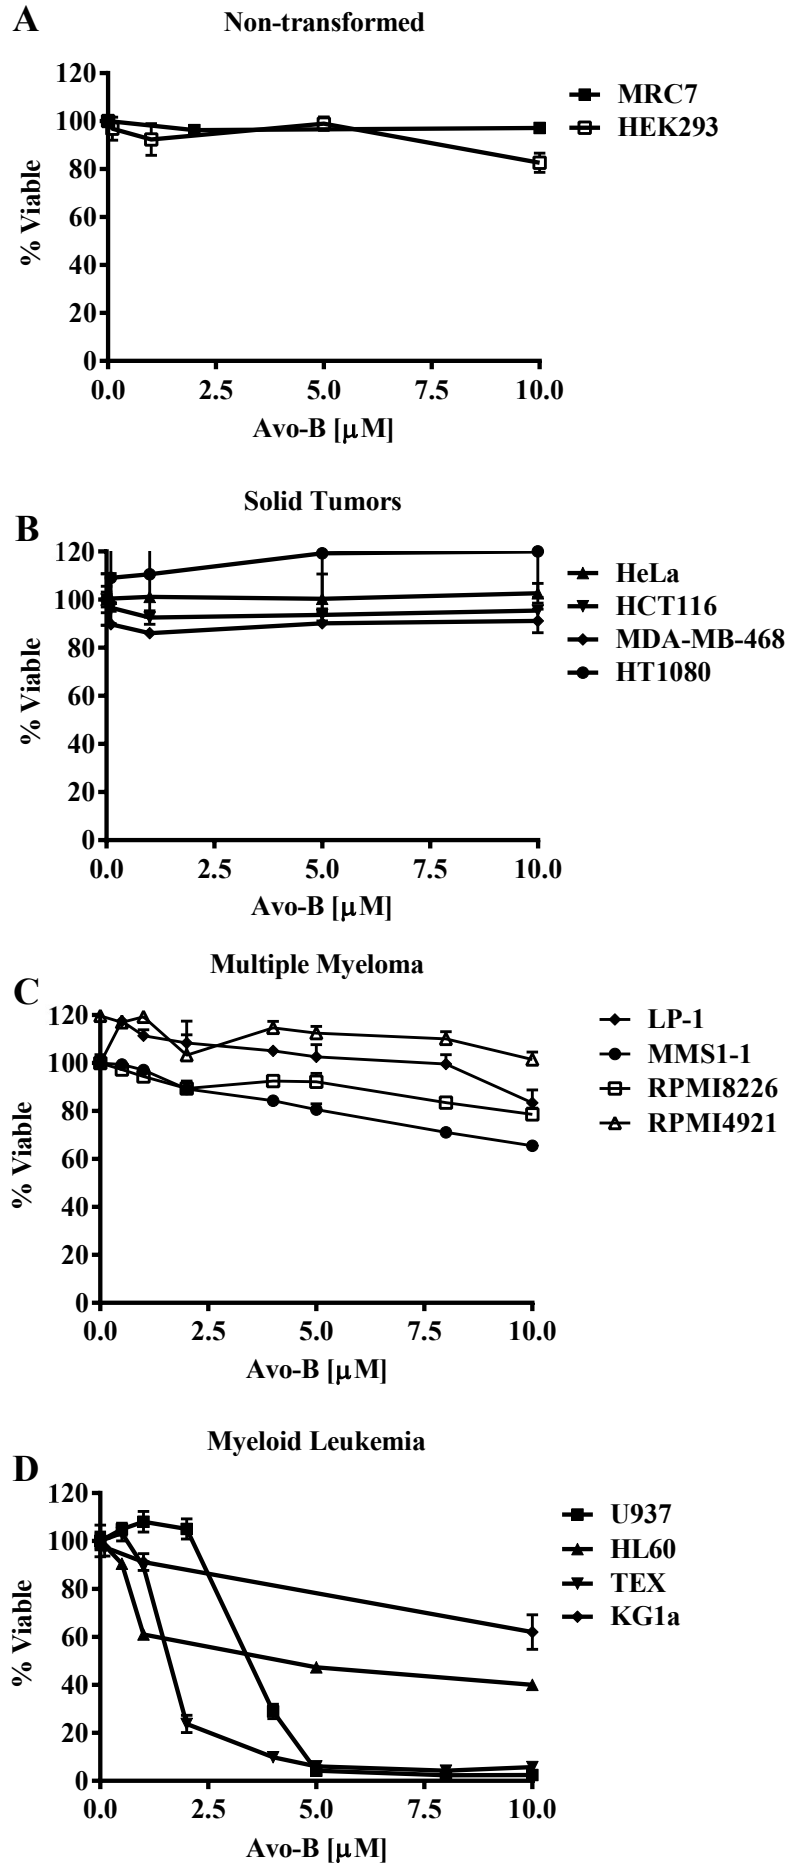 A
Non-transformed
120
100
80
60
40
20
0
% Viable
0.0 2.5 5.0 7.5 10.0
Avo-B [μM]
MRC7
HEK293
B
Solid Tumors
120
100
80
60
40
20
0
% Viable
0.0 2.5 5.0 7.5 10.0
Avo-B [μM]
HeLa
HCT116
MDA-MB-468
HT1080
C
Multiple Myeloma
120
100
80
60
40
20
0
% Viable
0.0 2.5 5.0 7.5 10.0
Avo-B [μM]
LP-1
MMS1-1
RPMI8226
RPMI4921
D
Myeloid Leukemia
120
100
80
60
40
20
0
% Viable
0.0 2.5 5.0 7.5 10.0
Avo-B [μM]
U937
HL60
TEX
KG1a